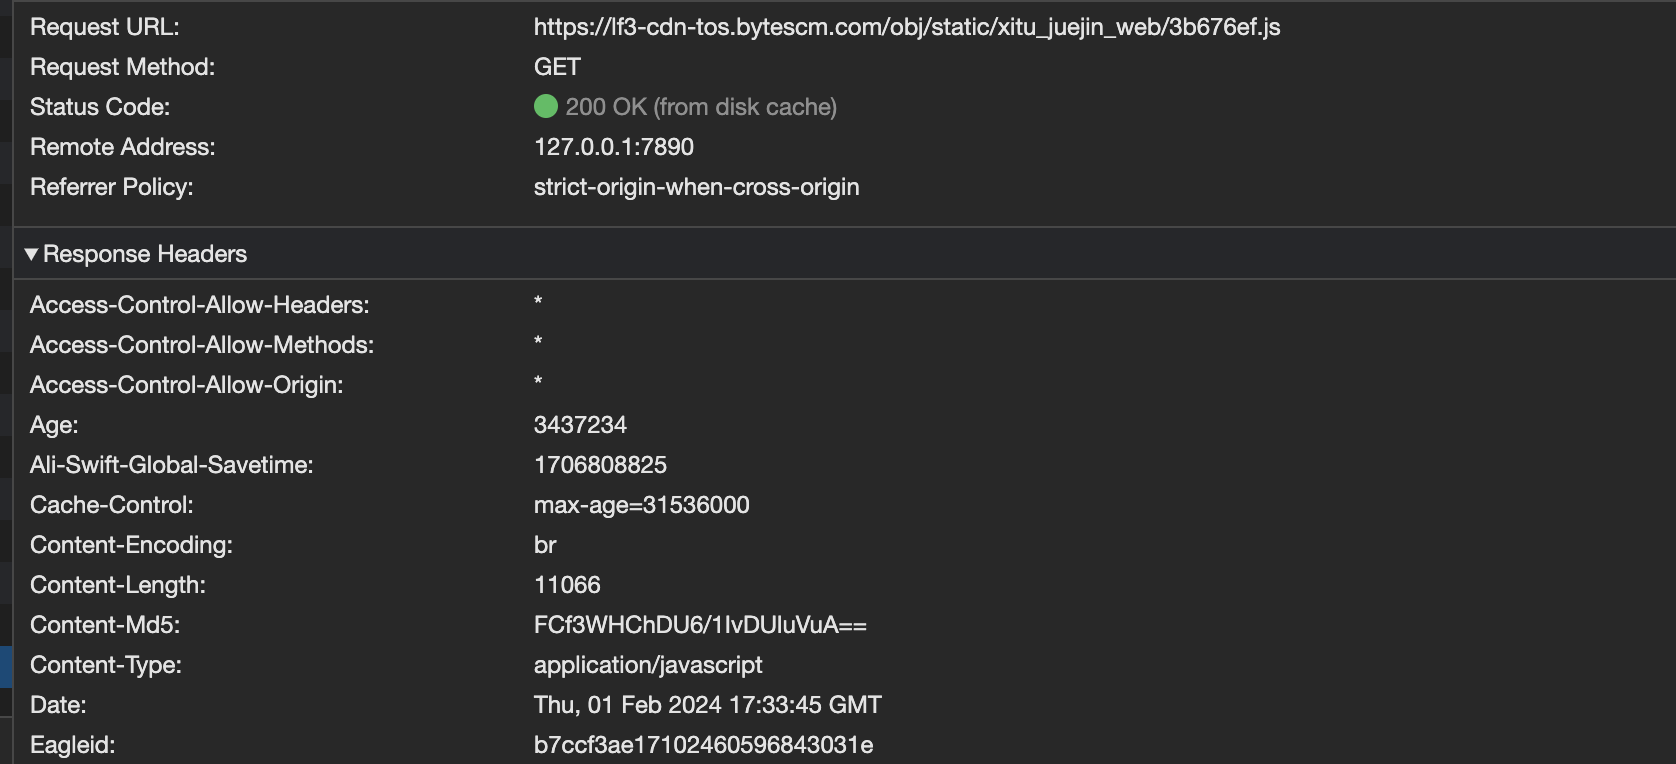 Request URL: https://lf3-cdn-tos.bytescm.com/obj/static/xitu_juejin_web/3b676ef.js
Request Method: GET
Status Code: 200 OK (from disk cache)
Remote Address: 127.0.0.1:7890
Referrer Policy: strict-origin-when-cross-origin
▼Response Headers
Access-Control-Allow-Headers: *
Access-Control-Allow-Methods: *
Access-Control-Allow-Origin: *
Age: 3437234
Ali-Swift-Global-Savetime: 1706808825
Cache-Control: max-age=31536000
Content-Encoding: br
Content-Length: 11066
Content-Md5: FCf3WHChDU6/1IvDUIuVuA==
Content-Type: application/javascript
Date: Thu, 01 Feb 2024 17:33:45 GMT
Eagleid: b7ccf3ae17102460596843031e